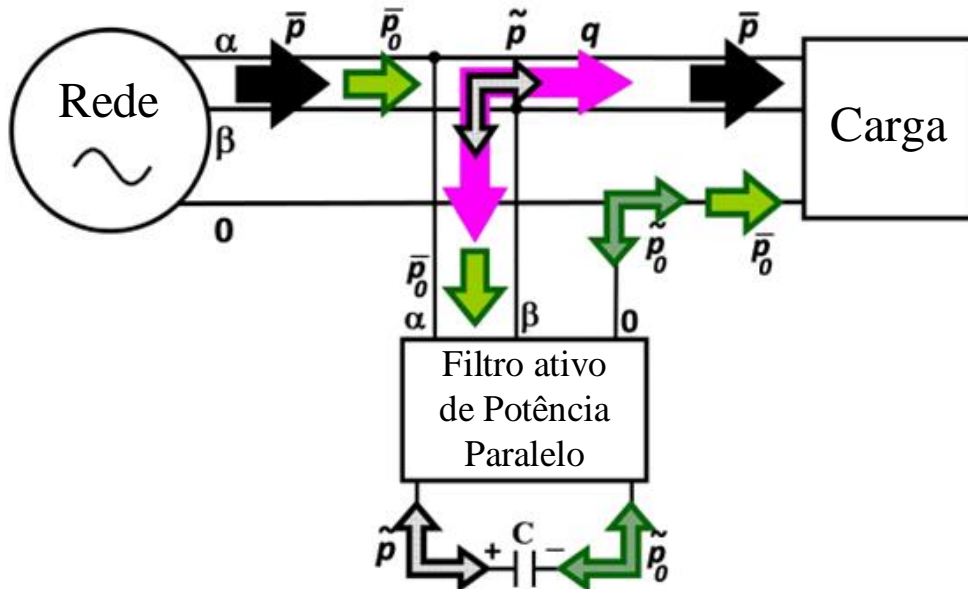 α p̄ p̄₀ p̃ q p̄
Rede
β
Carga
0
p̃₀ p̄₀
p̄₀
α β 0
Filtro ativo
de Potência
Paralelo
p̃ + C − p̃₀